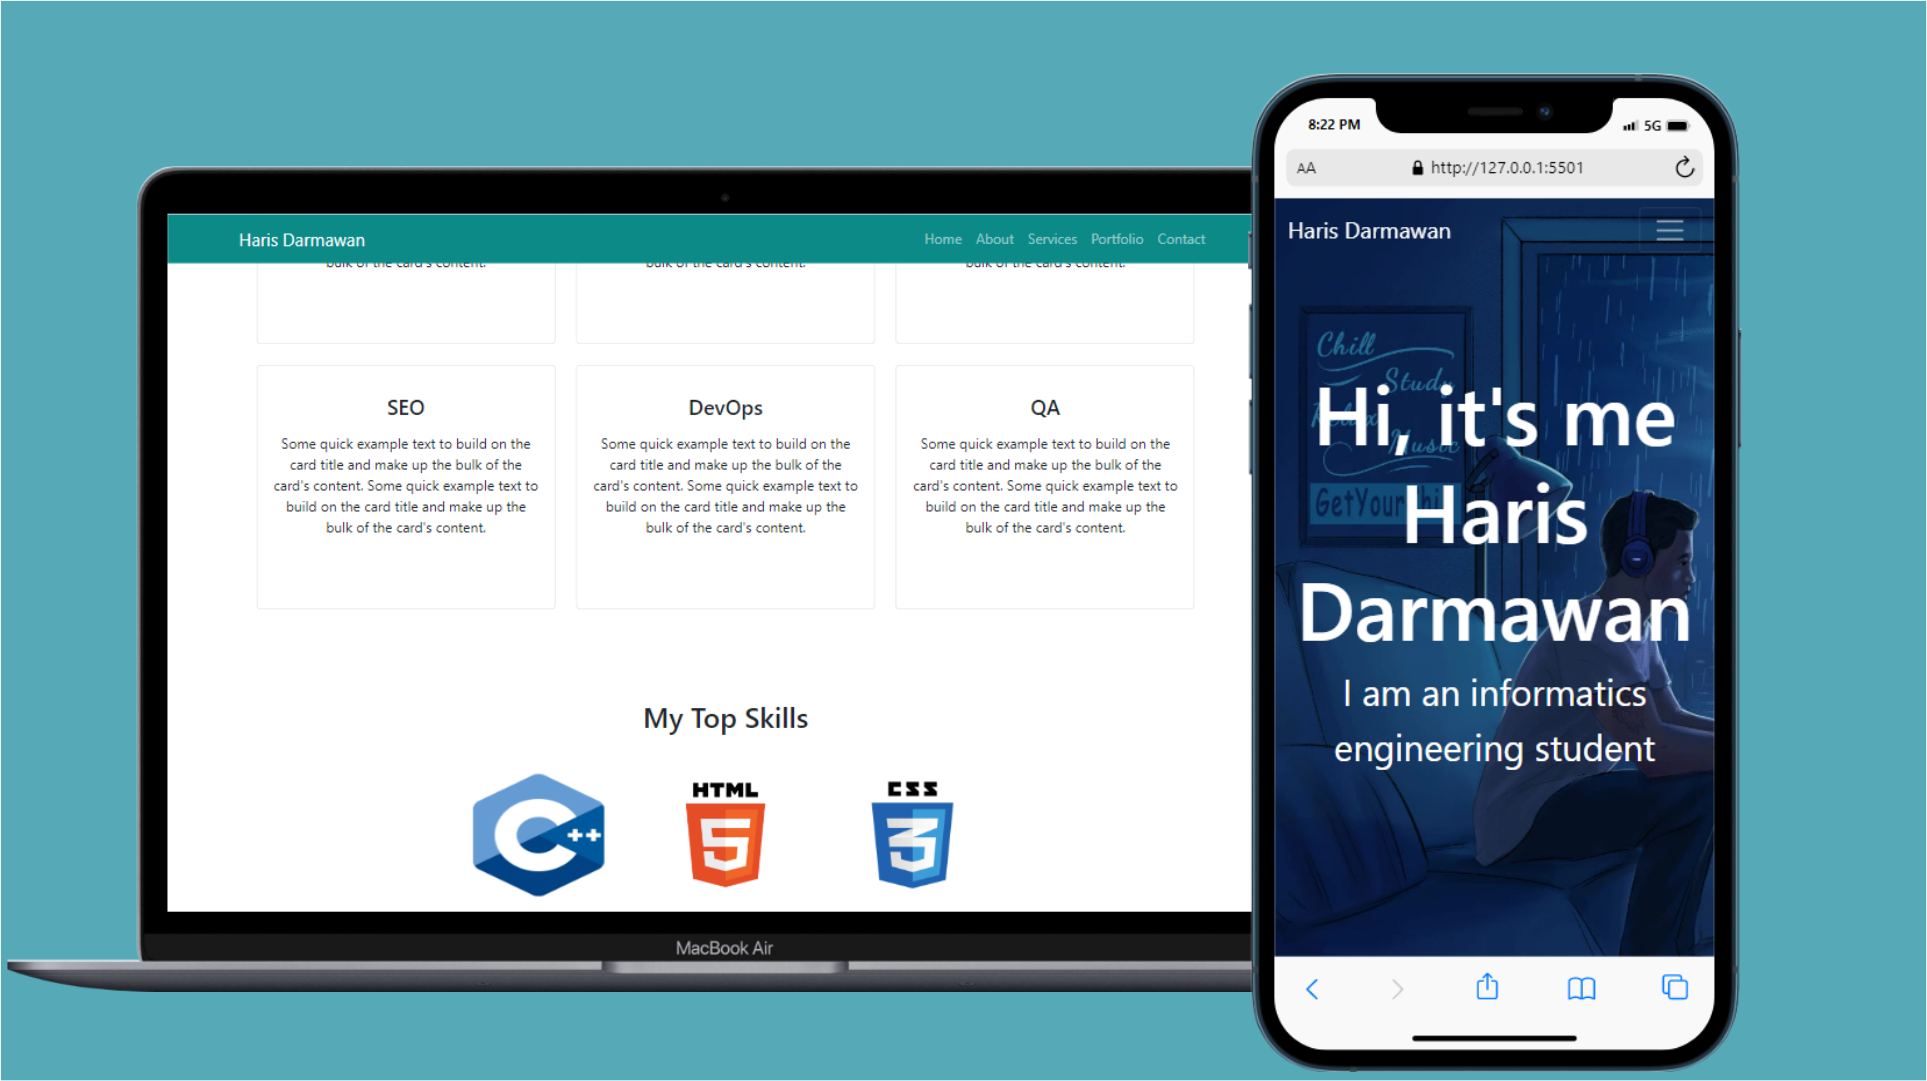 Haris Darmawan
Home About Services Portfolio Contact
bulk of the card's content.
bulk of the card's content.
bulk of the card's content.
SEO
Some quick example text to build on the
card title and make up the bulk of the
card's content. Some quick example text to
build on the card title and make up the
bulk of the card's content.
DevOps
Some quick example text to build on the
card title and make up the bulk of the
card's content. Some quick example text to
build on the card title and make up the
bulk of the card's content.
QA
Some quick example text to build on the
card title and make up the bulk of the
card's content. Some quick example text to
build on the card title and make up the
bulk of the card's content.
My Top Skills
C++
HTML
5
CSS
3
MacBook Air
8:22 PM
5G
AA
http://127.0.0.1:5501
Haris Darmawan
Chill
Study
Relax
Music
GetYour
Hi, it's me
Haris
Darmawan
I am an informatics
engineering student